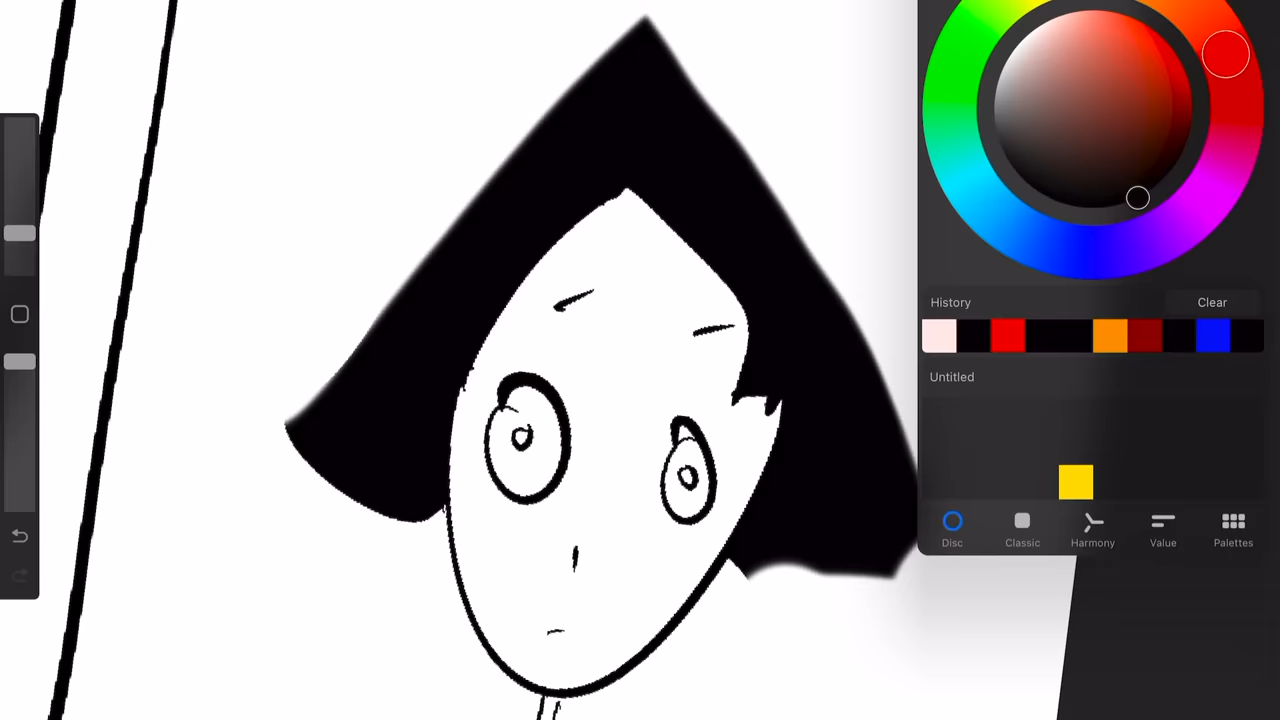 History
Clear
Untitled
Disc
Classic
Harmony
Value
Palettes